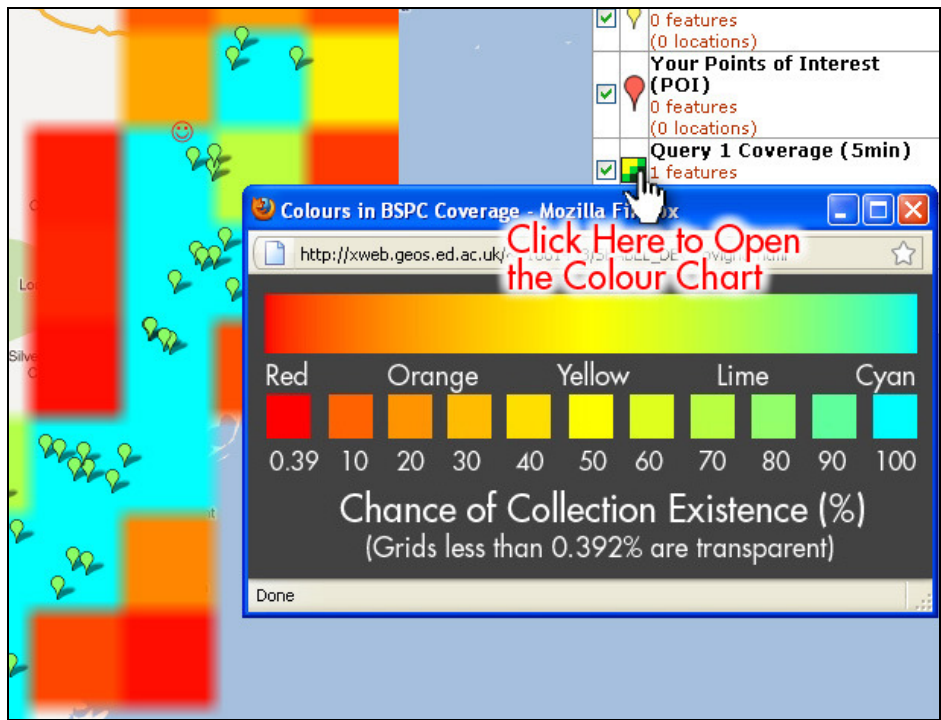 0 features
(0 locations)
Your Points of Interest
(POI)
0 features
(0 locations)
Query 1 Coverage (5min)
1 features
Colours in BSPC Coverage - Mozilla
Click Here to Open
the Colour Chart
http://xweb.geos.ed.ac.uk/
Red Orange Yellow Lime Cyan
0.39 10 20 30 40 50 60 70 80 90 100
Chance of Collection Existence (%)
(Grids less than 0.392% are transparent)
Done